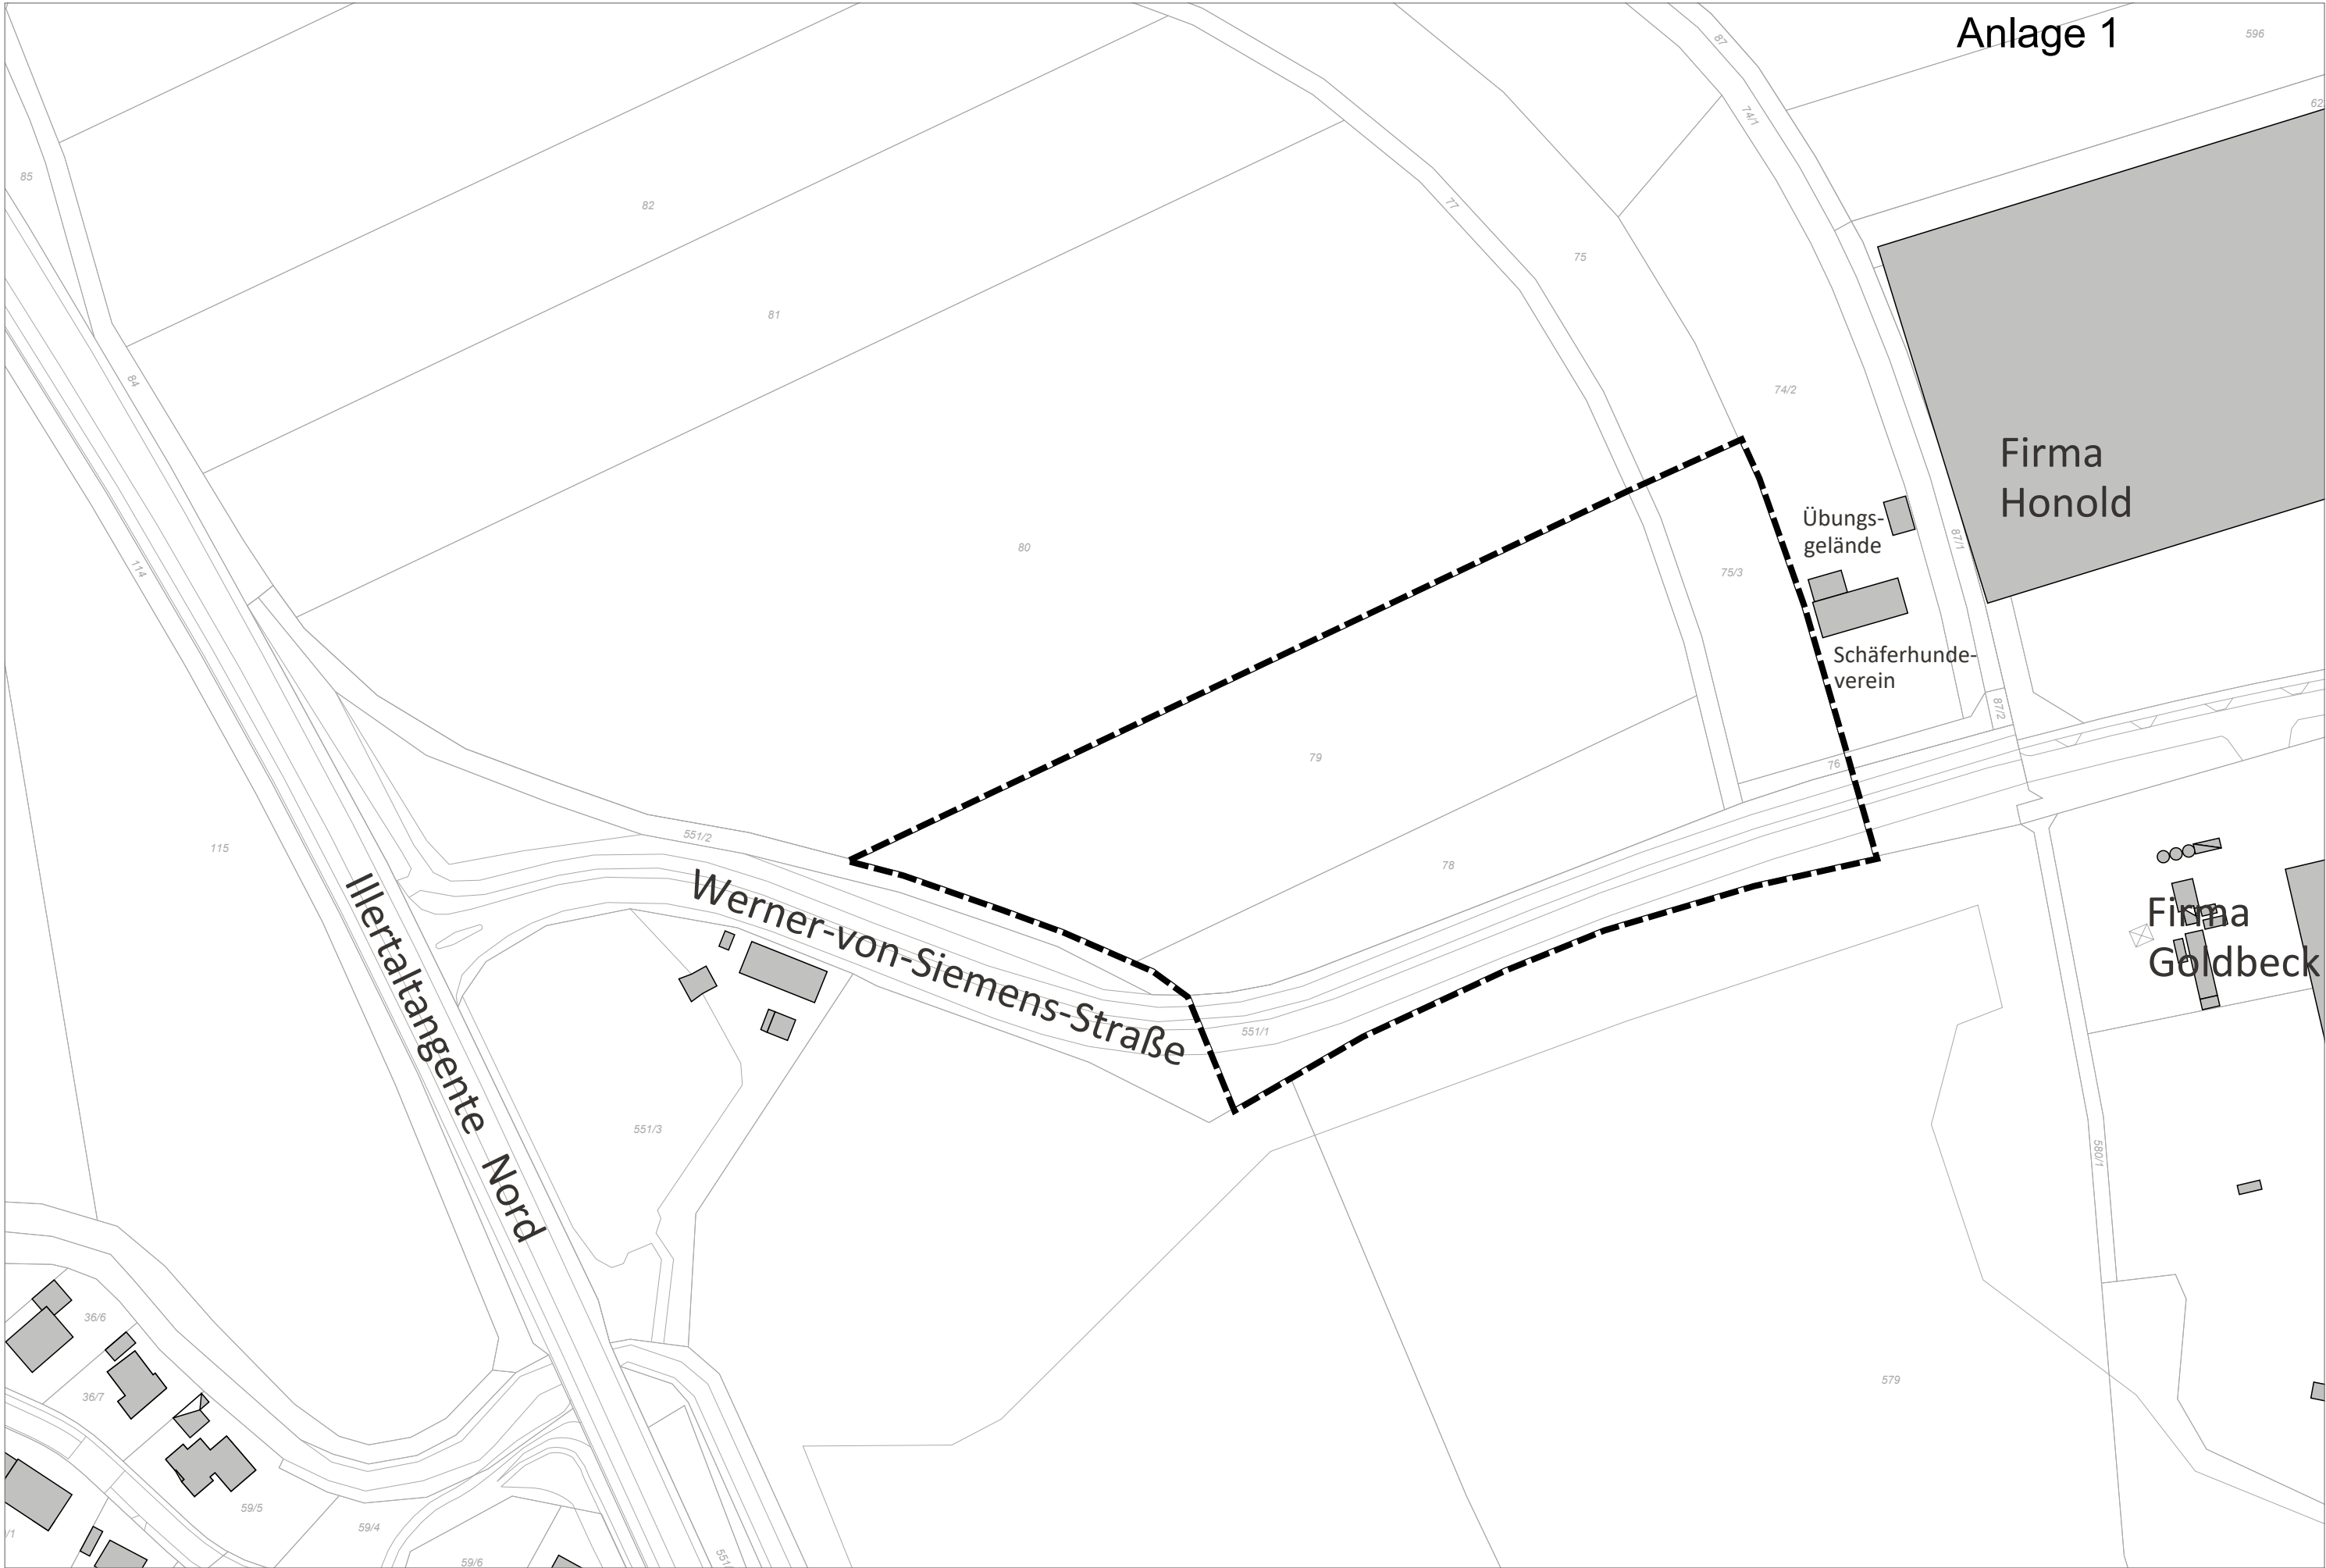 Anlage 1
596
87
62
74/1
85
82
77
75
81
84
74/2
Firma
Honold
Übungs-
gelände
87/1
80
114
75/3
Schäferhunde-
verein
87/2
79
76
551/2
115
78
Werner-von-Siemens-Straße
Illertaltangente Nord
Firma
Goldbeck
551/1
551/3
580/1
36/6
579
36/7
59/5
59/4
/1
59/6
551